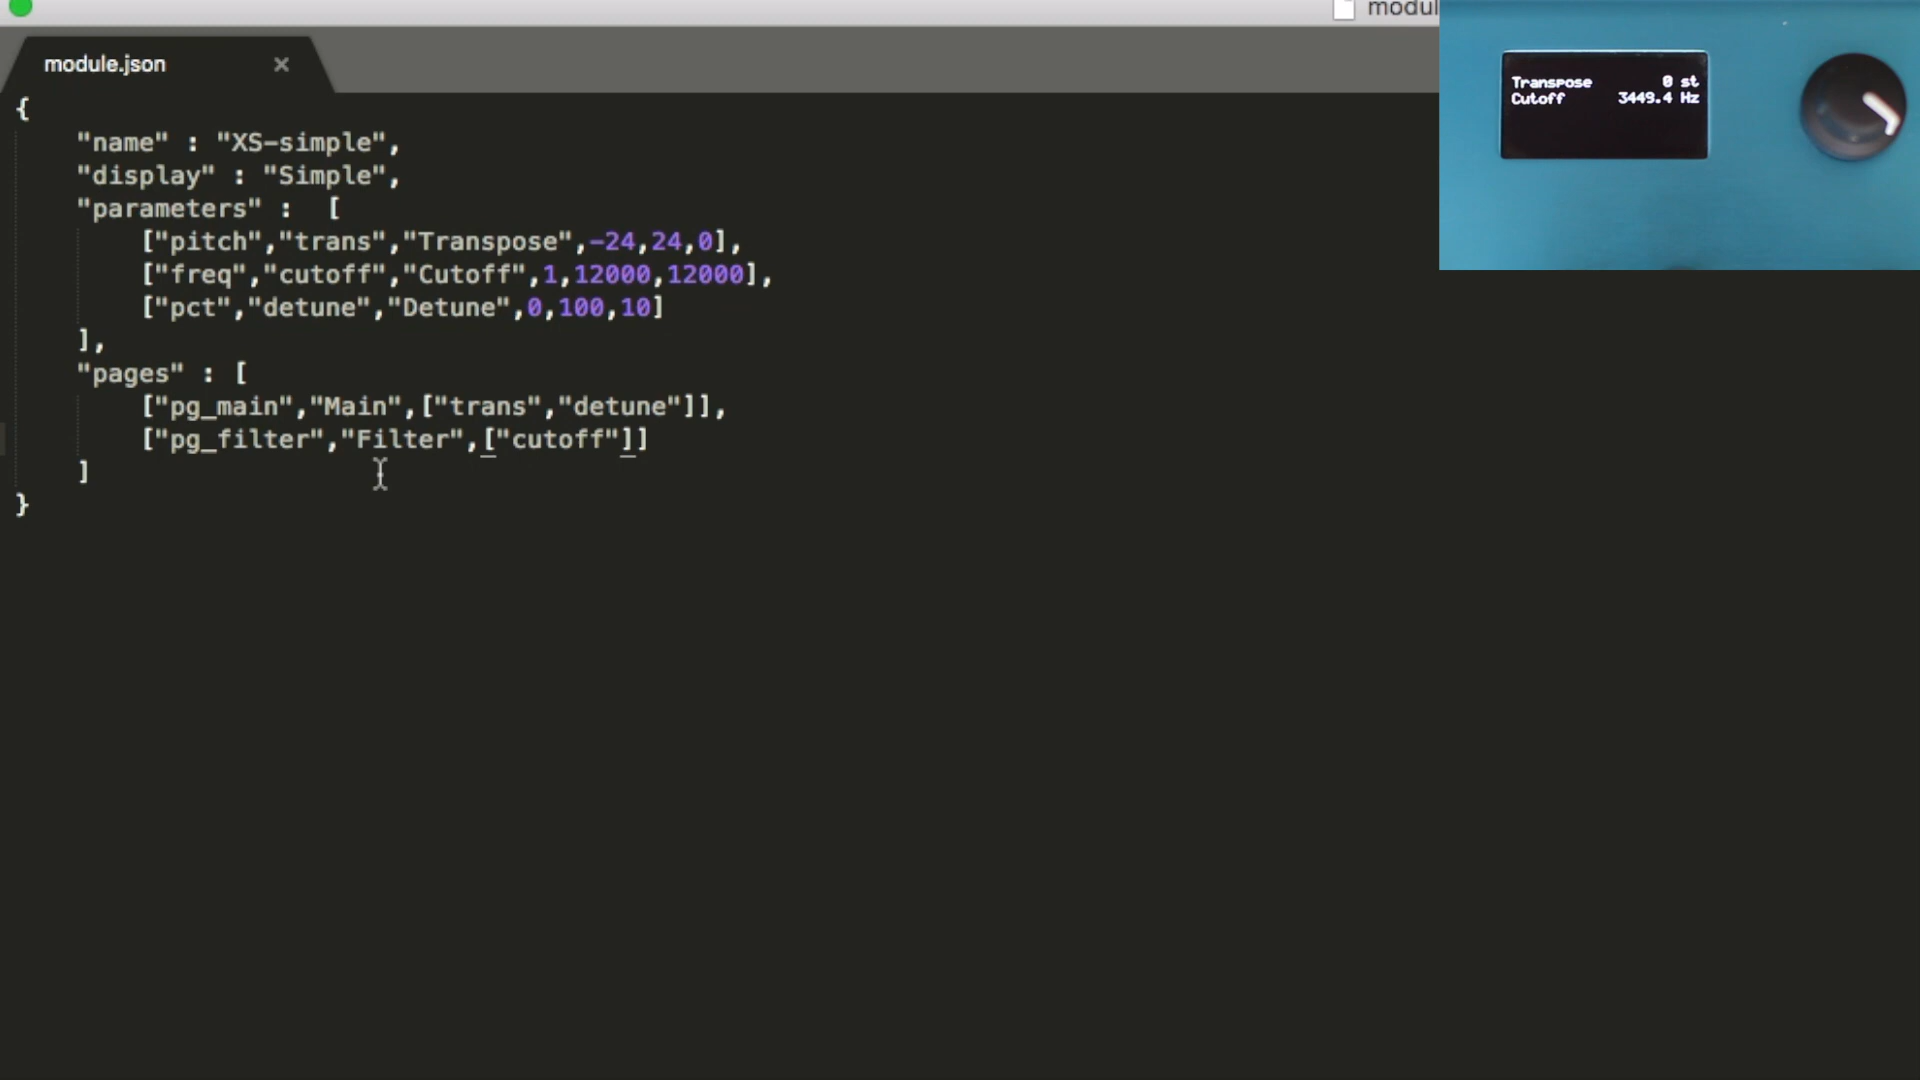 modul
module.json
{
"name" : "XS-simple",
"display" : "Simple",
"parameters" :  [
["pitch","trans","Transpose",-24,24,0],
["freq","cutoff","Cutoff",1,12000,12000],
["pct","detune","Detune",0,100,10]
],
"pages" : [
["pg_main","Main",["trans","detune"]],
["pg_filter","Filter",["cutoff"]]
]
}
Transpose 0 st
Cutoff 3449.4 Hz